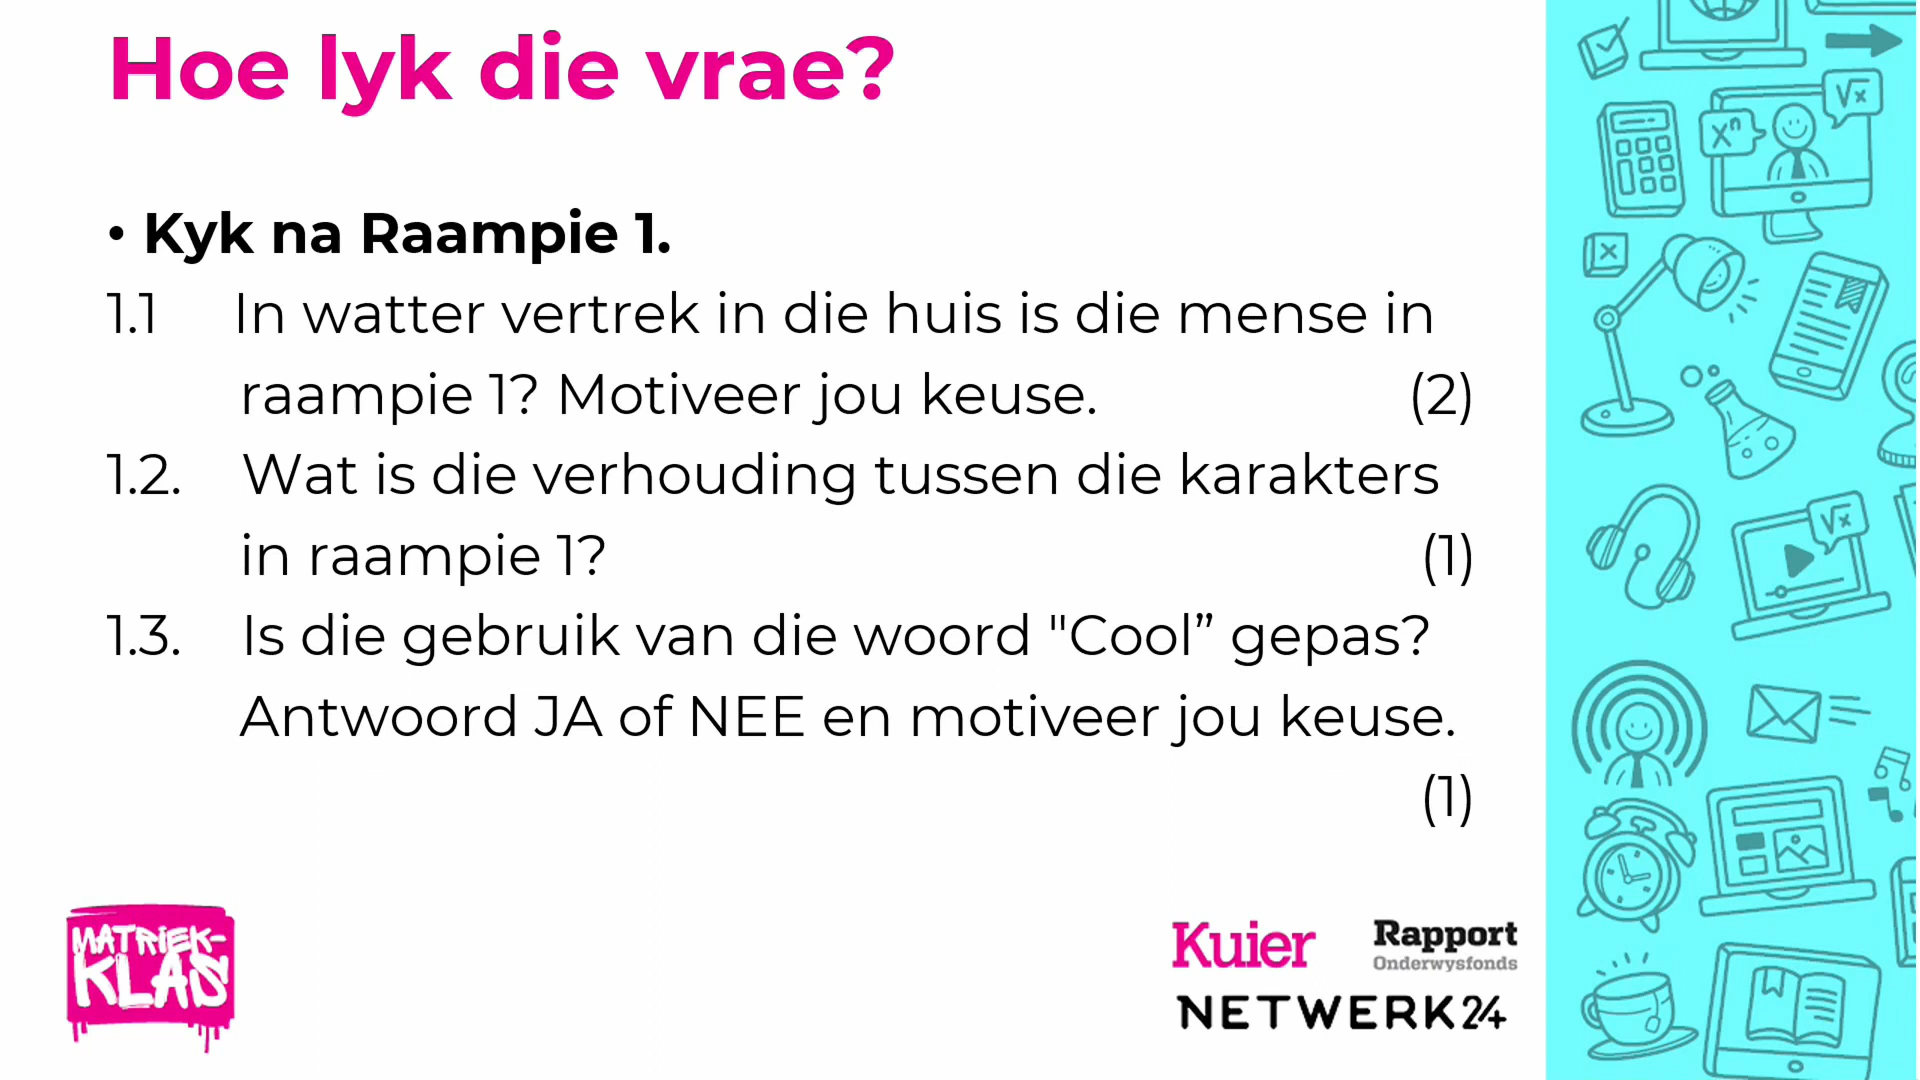 Hoe lyk die vrae?
• Kyk na Raampie 1.
1.1 In watter vertrek in die huis is die mense in
raampie 1? Motiveer jou keuse. (2)
1.2. Wat is die verhouding tussen die karakters
in raampie 1? (1)
1.3. Is die gebruik van die woord "Cool” gepas?
Antwoord JA of NEE en motiveer jou keuse.
(1)
MATRIEK-
KLAS
Kuier
Rapport
Onderwysfonds
NETWERK24
√x
xⁿ
x
√x